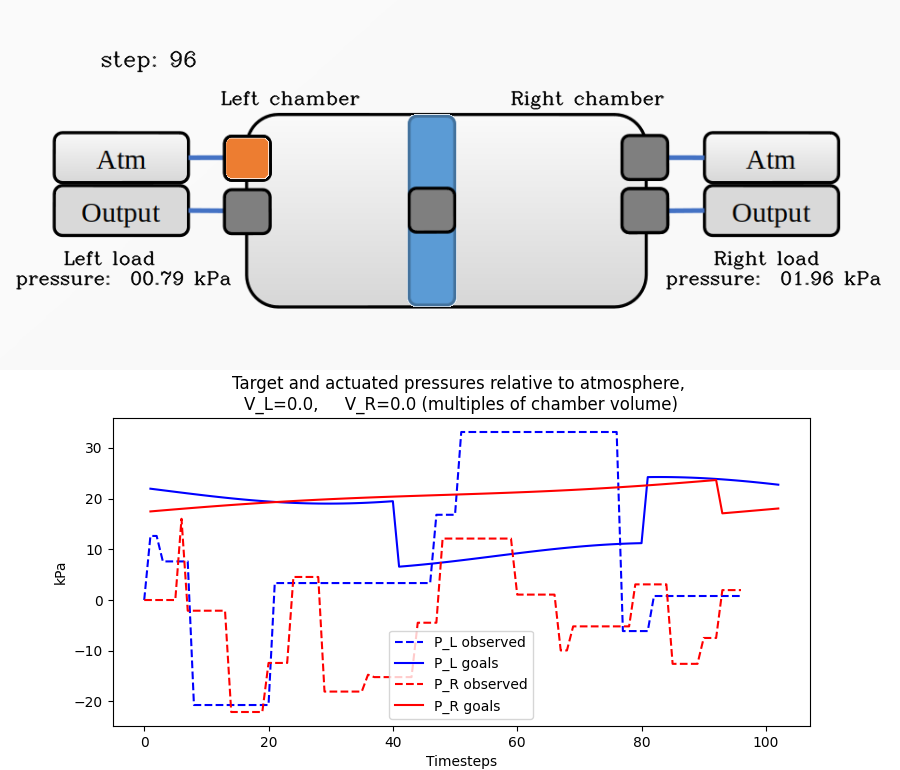 step: 96
Left chamber
Right chamber
Atm
Atm
Output
Output
Left load
pressure: 00.79 kPa
Right load
pressure: 01.96 kPa
Target and actuated pressures relative to atmosphere,
V_L=0.0, V_R=0.0 (multiples of chamber volume)
kPa
30
20
10
0
−10
−20
P_L observed
P_L goals
P_R observed
P_R goals
0 20 40 60 80 100
Timesteps